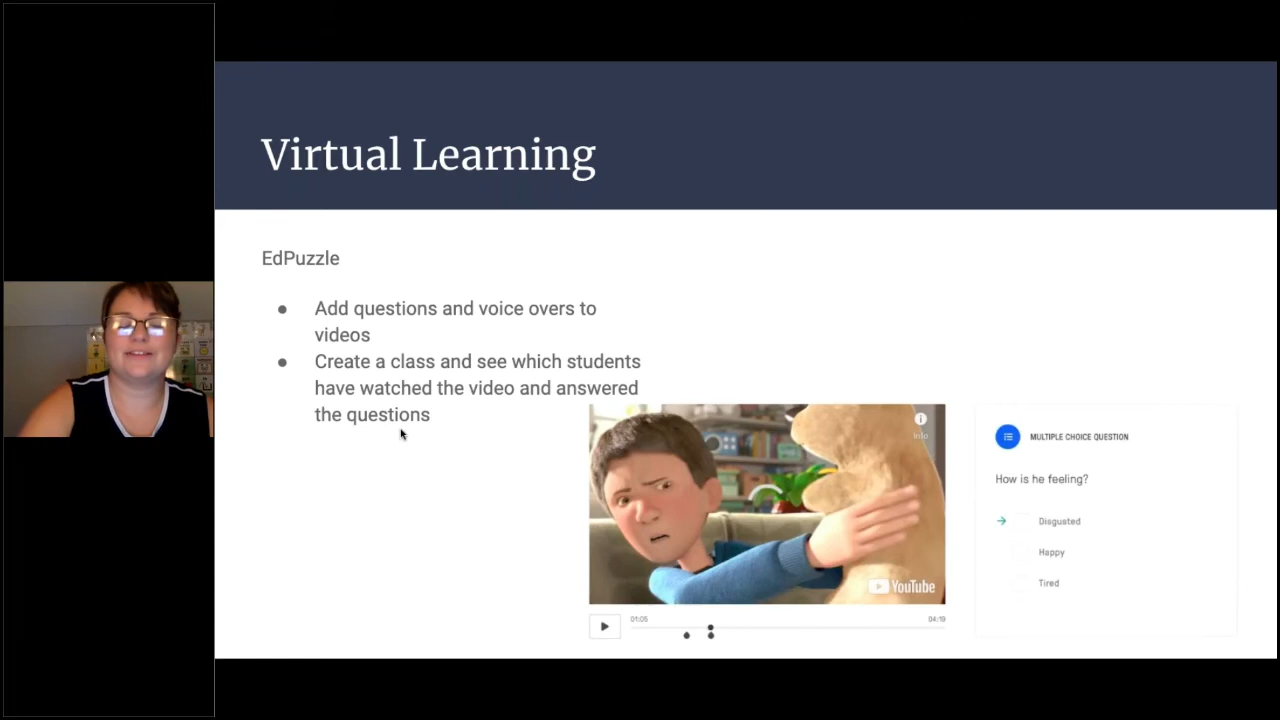 Virtual Learning
EdPuzzle
● Add questions and voice overs to
videos
● Create a class and see which students
have watched the video and answered
the questions
Info
YouTube
01:05
04:19
MULTIPLE CHOICE QUESTION
How is he feeling?
Disgusted
Happy
Tired